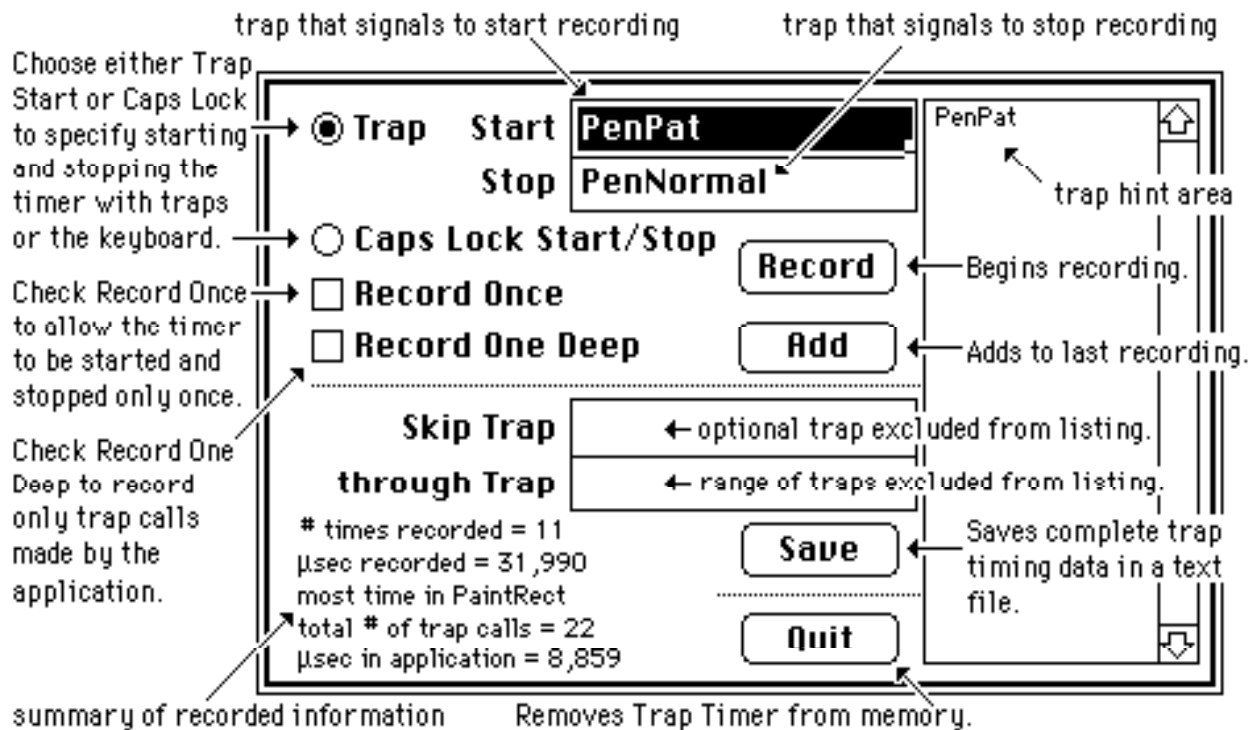 trap that signals to start recording
trap that signals to stop recording
Choose either Trap
Start or Caps Lock
to specify starting
and stopping the
timer with traps
or the keyboard.
Check Record Once
to allow the timer
to be started and
stopped only once.
Check Record One
Deep to record
only trap calls
made by the
application.
Trap Start PenPat
Stop PenNormal
Caps Lock Start/Stop
Record Once
Record One Deep
Record
Add
PenPat
trap hint area
Begins recording.
Adds to last recording.
Skip Trap
optional trap excluded from listing.
through Trap
range of traps excluded from listing.
# times recorded = 11
µsec recorded = 31,990
most time in PaintRect
total # of trap calls = 22
µsec in application = 8,859
Save
Quit
Saves complete trap
timing data in a text
file.
summary of recorded information
Removes Trap Timer from memory.